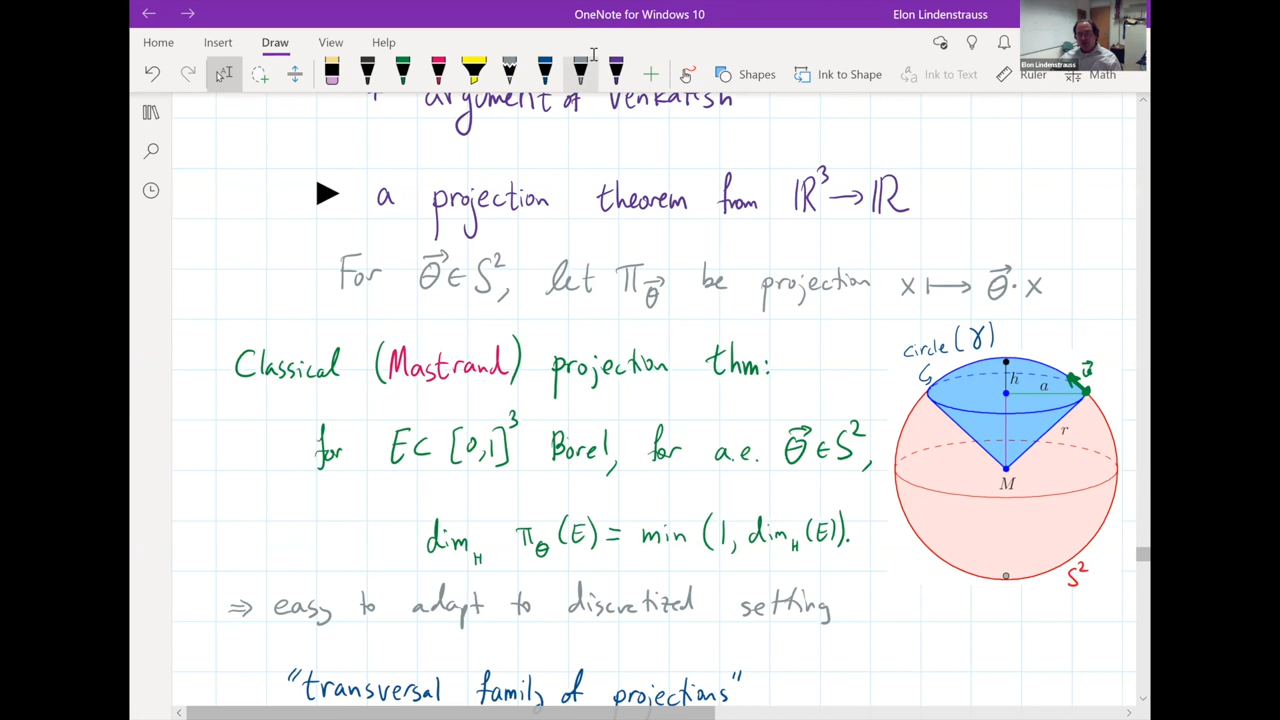 OneNote for Windows 10
Elon Lindenstrauss
Elon Lindenstrauss
Home Insert Draw View Help
Shapes Ink to Shape Ink to Text Ruler Math
+ argument of Venkatesh
▶ a projection theorem from ℝ³→ℝ
For θ⃗ ∈ S², let π_θ⃗ be projection x ⟼ θ⃗·x
Classical (Mastrand) projection thm:
for E⊂ [0,1]³ Borel, for a.e. θ⃗ ∈ S²,
dim_H π_θ(E) = min (1, dim_H(E)).
⇒ easy to adapt to discretized setting
"transversal family of projections"
circle(γ)
h
a
r
M
S²